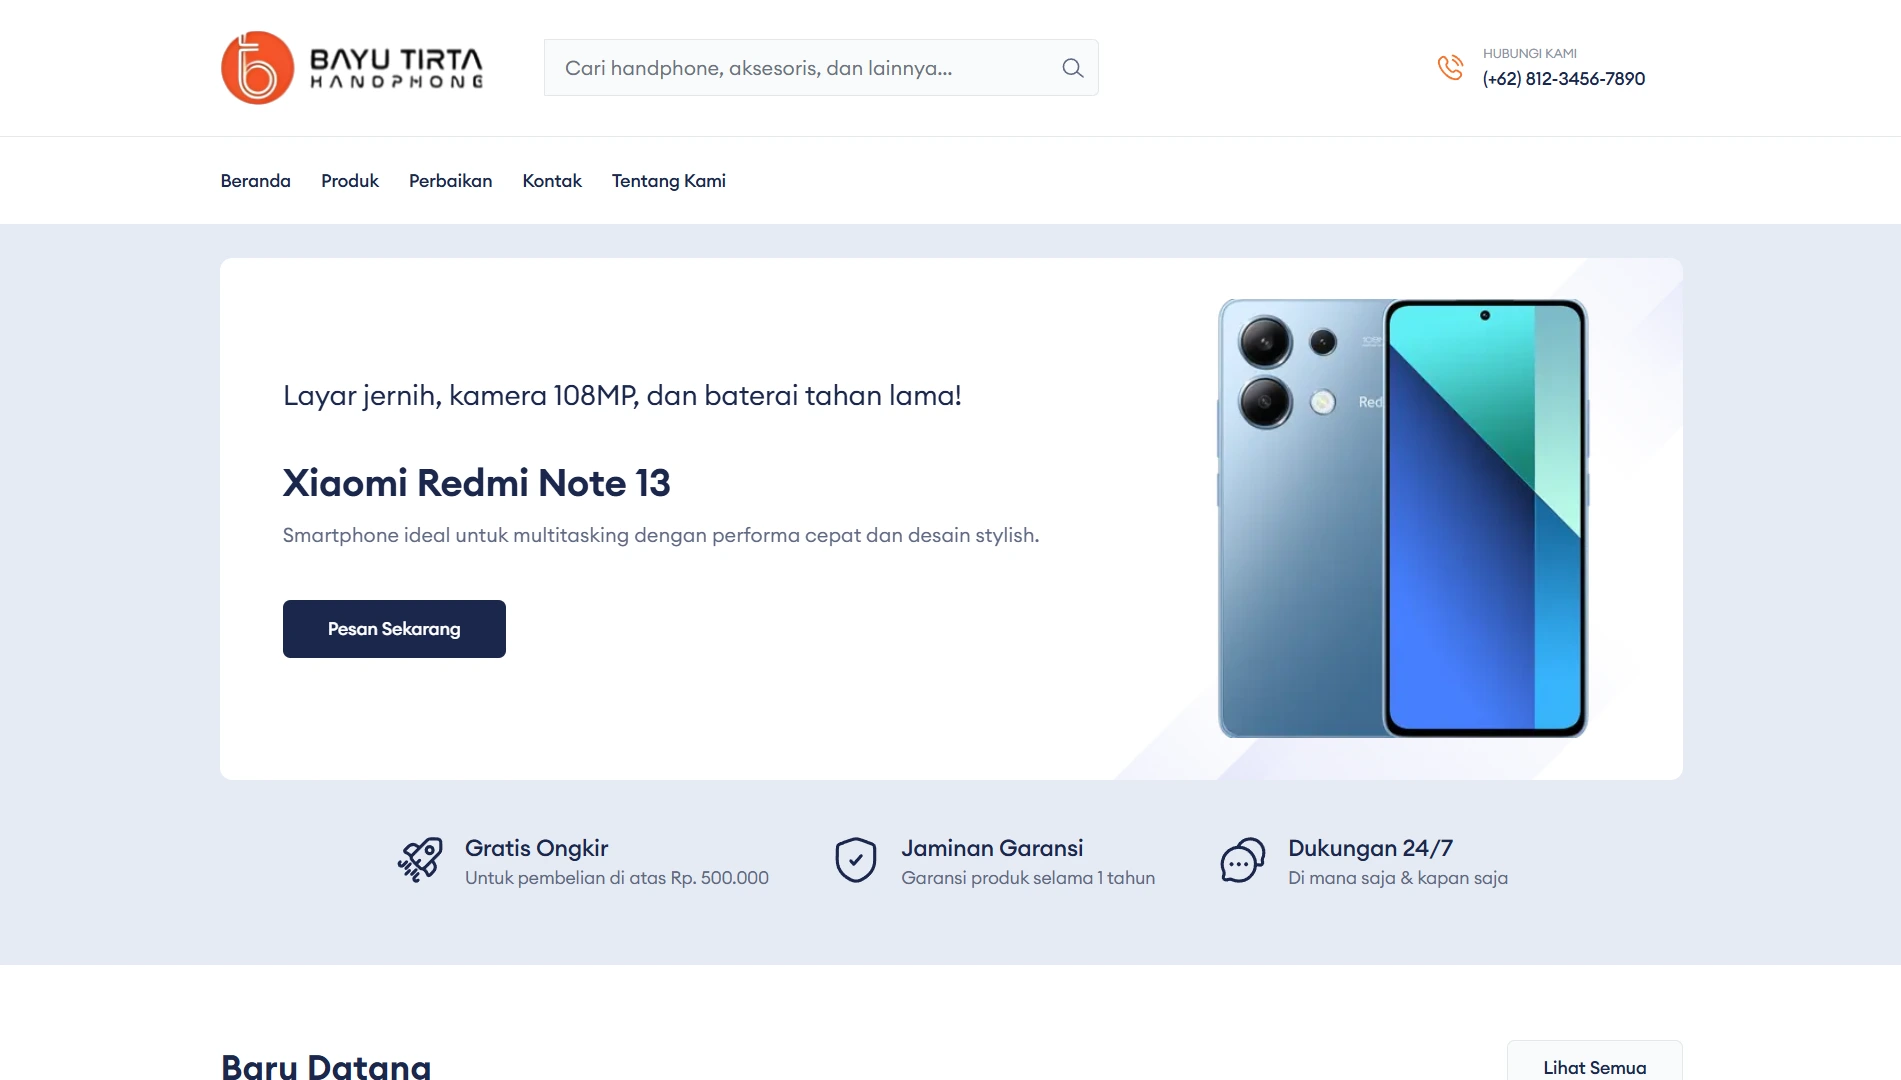 BAYU TIRTA
HANDPHONE
Cari handphone, aksesoris, dan lainnya...
HUBUNGI KAMI
(+62) 812-3456-7890
Beranda
Produk
Perbaikan
Kontak
Tentang Kami
Layar jernih, kamera 108MP, dan baterai tahan lama!
Xiaomi Redmi Note 13
Smartphone ideal untuk multitasking dengan performa cepat dan desain stylish.
Pesan Sekarang
Red
Gratis Ongkir
Untuk pembelian di atas Rp. 500.000
Jaminan Garansi
Garansi produk selama 1 tahun
Dukungan 24/7
Di mana saja & kapan saja
Baru Datang
Lihat Semua